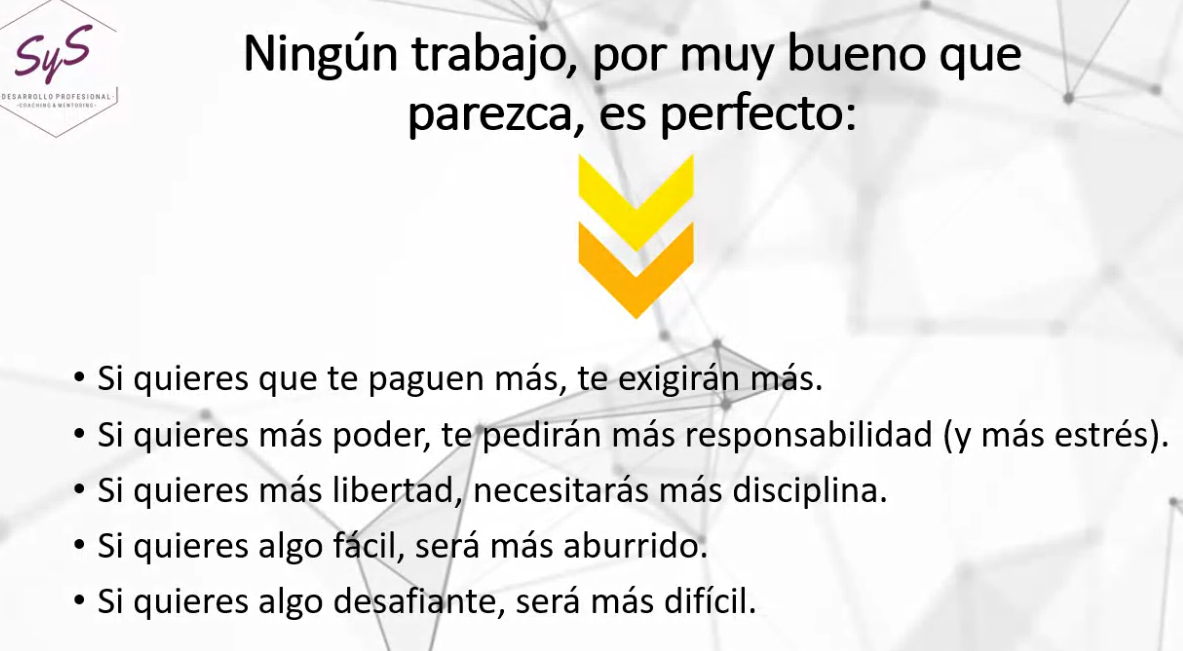 SyS
-DESARROLLO PROFESIONAL-
-COACHING & MENTORING-
Ningún trabajo, por muy bueno que
parezca, es perfecto:
• Si quieres que te paguen más, te exigirán más.
• Si quieres más poder, te pedirán más responsabilidad (y más estrés).
• Si quieres más libertad, necesitarás más disciplina.
• Si quieres algo fácil, será más aburrido.
• Si quieres algo desafiante, será más difícil.